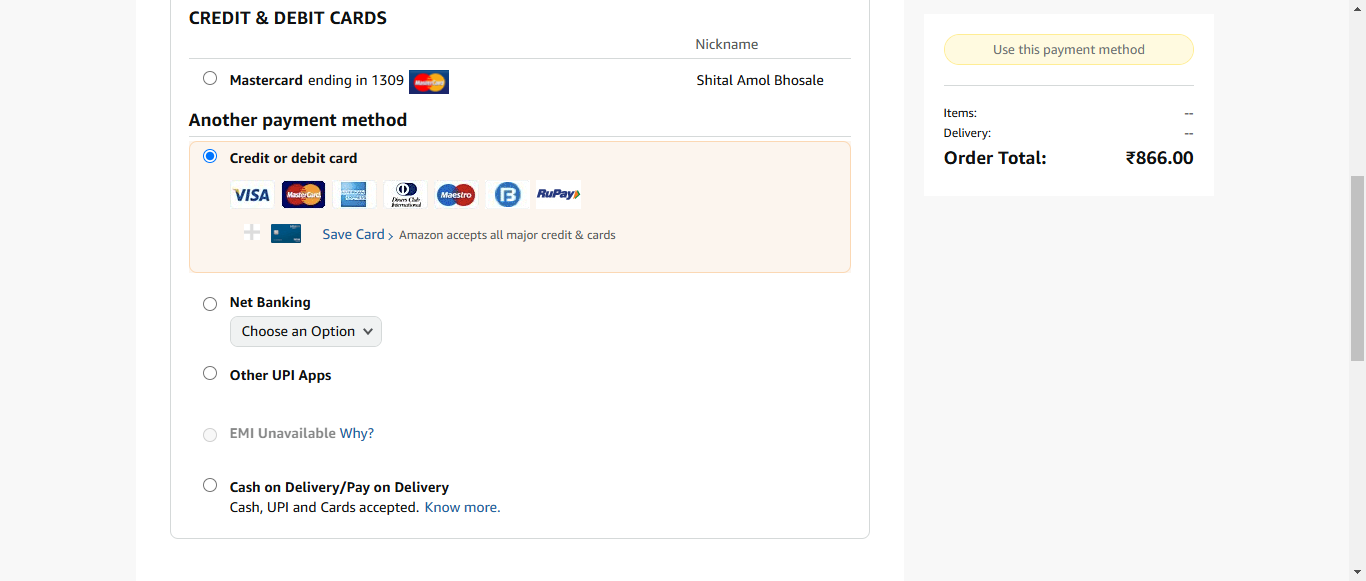 CREDIT & DEBIT CARDS
Nickname
Mastercard ending in 1309 MasterCard Shital Amol Bhosale
Another payment method
Credit or debit card
VISA MasterCard AMERICAN EXPRESS Diners Club International Maestro B RuPay
Save Card › Amazon accepts all major credit & cards
Net Banking
Choose an Option
Other UPI Apps
EMI Unavailable Why?
Cash on Delivery/Pay on Delivery
Cash, UPI and Cards accepted. Know more.
Use this payment method
Items: --
Delivery: --
Order Total: ₹866.00